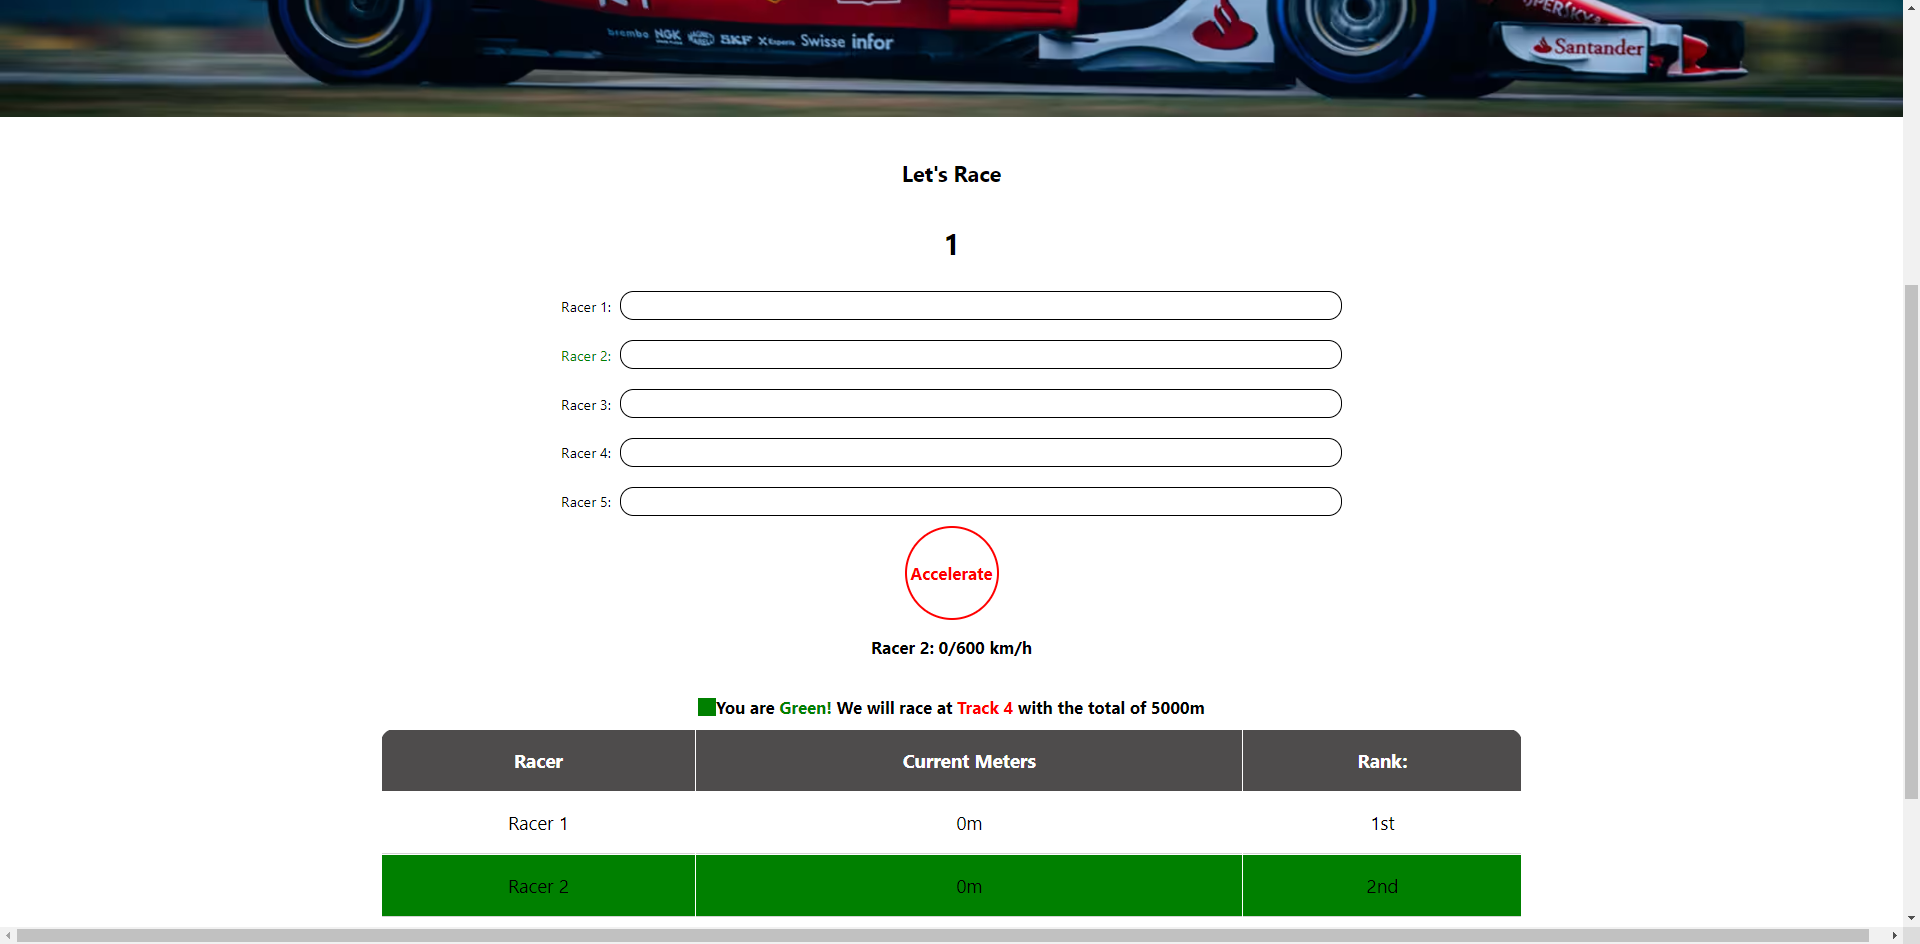 brembo NGK SKF Swisse infor
Santander
Let's Race
1
Racer 1:
Racer 2:
Racer 3:
Racer 4:
Racer 5:
Accelerate
Racer 2: 0/600 km/h
You are Green! We will race at Track 4 with the total of 5000m
Racer Current Meters Rank:
Racer 1 0m 1st
Racer 2 0m 2nd